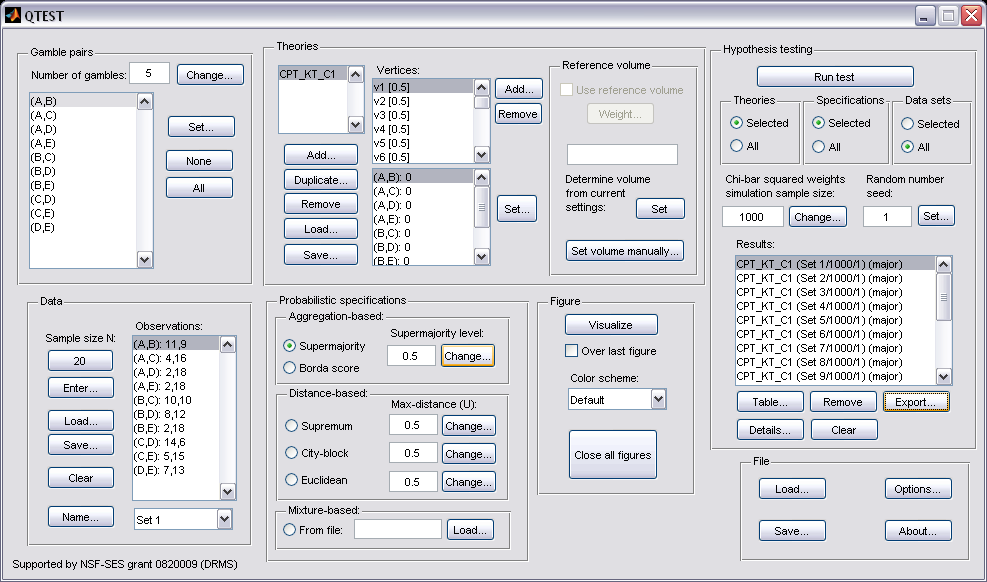 QTEST
Gamble pairs
Number of gambles: 5 Change...
(A,B)
(A,C)
(A,D)
(A,E)
(B,C)
(B,D)
(B,E)
(C,D)
(C,E)
(D,E)
Set...
None
All
Theories
CPT_KT_C1
Add...
Duplicate...
Remove
Load...
Save...
Vertices:
v1 [0.5]
v2 [0.5]
v3 [0.5]
v4 [0.5]
v5 [0.5]
v6 [0.5]
Add...
Remove
(A,B): 0
(A,C): 0
(A,D): 0
(A,E): 0
(B,C): 0
(B,D): 0
(B,E): 0
Set...
Reference volume
Use reference volume
Weight...
Determine volume
from current
settings:
Set
Set volume manually...
Hypothesis testing
Run test
Theories
Selected
All
Specifications
Selected
All
Data sets
Selected
All
Chi-bar squared weights
simulation sample size:
1000 Change...
Random number
seed:
1 Set...
Results:
CPT_KT_C1 (Set 1/1000/1) (major)
CPT_KT_C1 (Set 2/1000/1) (major)
CPT_KT_C1 (Set 3/1000/1) (major)
CPT_KT_C1 (Set 4/1000/1) (major)
CPT_KT_C1 (Set 5/1000/1) (major)
CPT_KT_C1 (Set 6/1000/1) (major)
CPT_KT_C1 (Set 7/1000/1) (major)
CPT_KT_C1 (Set 8/1000/1) (major)
CPT_KT_C1 (Set 9/1000/1) (major)
Table... Remove Export...
Details... Clear
Data
Sample size N:
20
Enter...
Load...
Save...
Clear
Name...
Observations:
(A,B): 11,9
(A,C): 4,16
(A,D): 2,18
(A,E): 2,18
(B,C): 10,10
(B,D): 8,12
(B,E): 2,18
(C,D): 14,6
(C,E): 5,15
(D,E): 7,13
Set 1
Probabilistic specifications
Aggregation-based:
Supermajority level:
Supermajority 0.5 Change...
Borda score
Distance-based:
Max-distance (U):
Supremum 0.5 Change...
City-block 0.5 Change...
Euclidean 0.5 Change...
Mixture-based:
From file: Load...
Figure
Visualize
Over last figure
Color scheme:
Default
Close all figures
File
Load... Options...
Save... About...
Supported by NSF-SES grant 0820009 (DRMS)